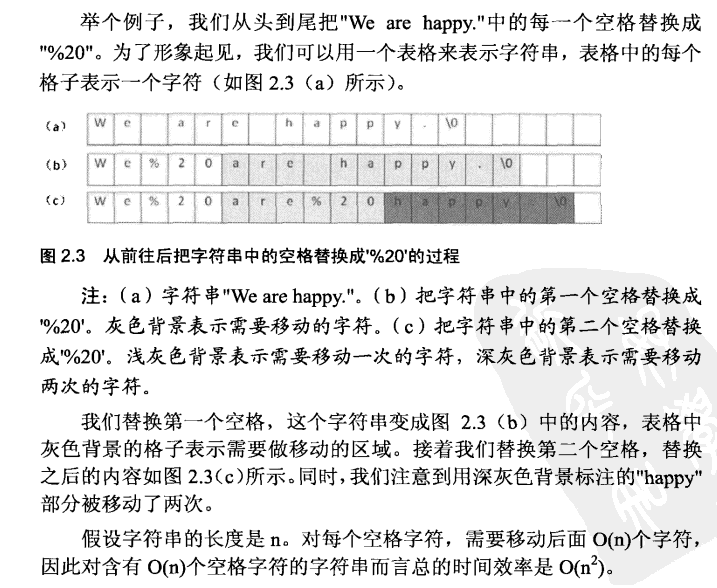 举个例子，我们从头到尾把"We are happy."中的每一个空格替换成
"%20"。为了形象起见，我们可以用一个表格来表示字符串，表格中的每个
格子表示一个字符（如图 2.3（a）所示）。
(a) W e a r e h a p p y . \0
(b) W e % 2 0 a r e h a p p y . \0
(c) W e % 2 0 a r e % 2 0 h a p p y . \0
图 2.3 从前往后把字符串中的空格替换成'%20'的过程
注：（a）字符串"We are happy."。（b）把字符串中的第一个空格替换成
'%20'。灰色背景表示需要移动的字符。（c）把字符串中的第二个空格替换
成'%20'。浅灰色背景表示需要移动一次的字符，深灰色背景表示需要移动
两次的字符。
我们替换第一个空格，这个字符串变成图 2.3（b）中的内容，表格中
灰色背景的格子表示需要做移动的区域。接着我们替换第二个空格，替换
之后的内容如图 2.3（c）所示。同时，我们注意到用深灰色背景标注的"happy"
部分被移动了两次。
假设字符串的长度是 n。对每个空格字符，需要移动后面 O(n)个字符，
因此对含有 O(n)个空格字符的字符串而言总的时间效率是 O(n²)。